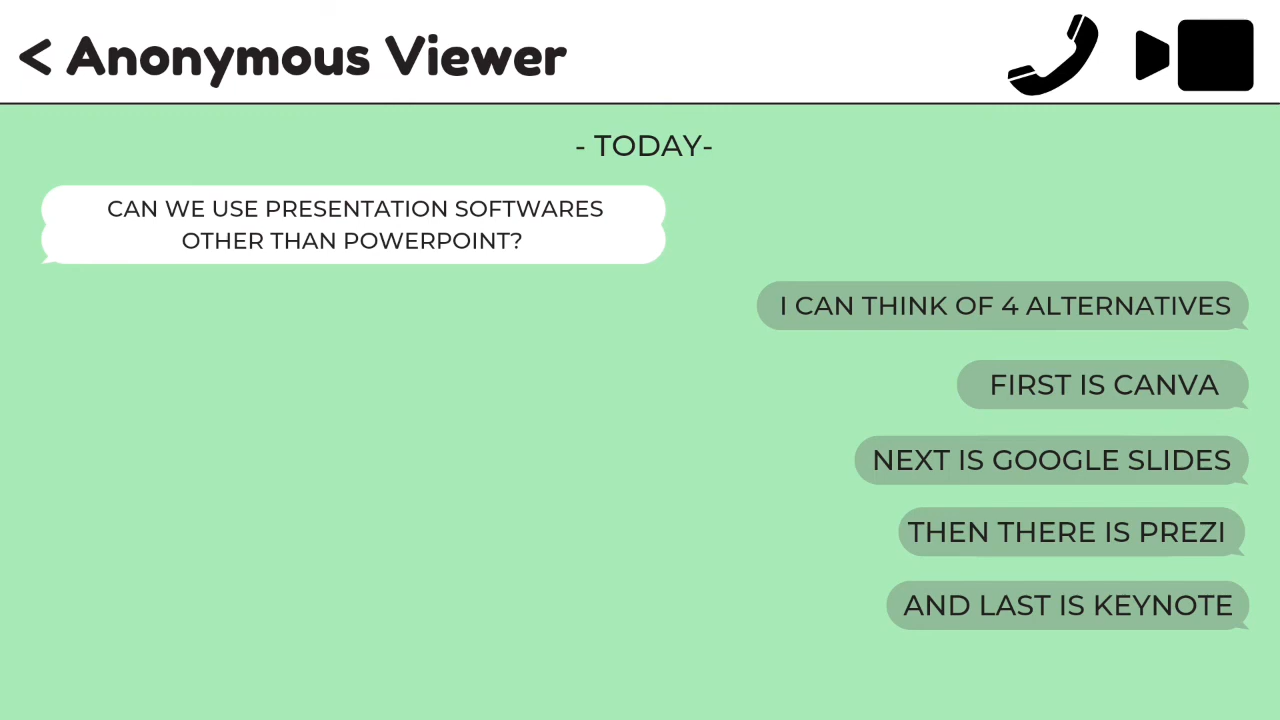 < Anonymous Viewer
- TODAY-
CAN WE USE PRESENTATION SOFTWARES
OTHER THAN POWERPOINT?
I CAN THINK OF 4 ALTERNATIVES
FIRST IS CANVA
NEXT IS GOOGLE SLIDES
THEN THERE IS PREZI
AND LAST IS KEYNOTE